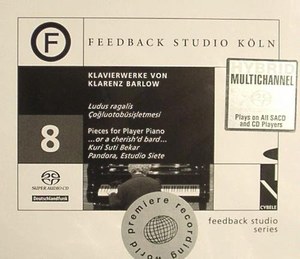 F
FEEDBACK STUDIO KÖLN
KLAVIERWERKE VON
KLARENZ BARLOW
HYBRID
MULTICHANNEL
Plays on All SACD
and CD Players
Ludus ragalis
Çoğluotobüsişletmesi
8
Pieces for Player Piano
...or a cherish'd bard...
Kuri Suti Bekar
Pandora, Estudio Siete
SUPER AUDIO CD
Deutschlandfunk
CYBELE
world Premiere recording
feedback studio
series